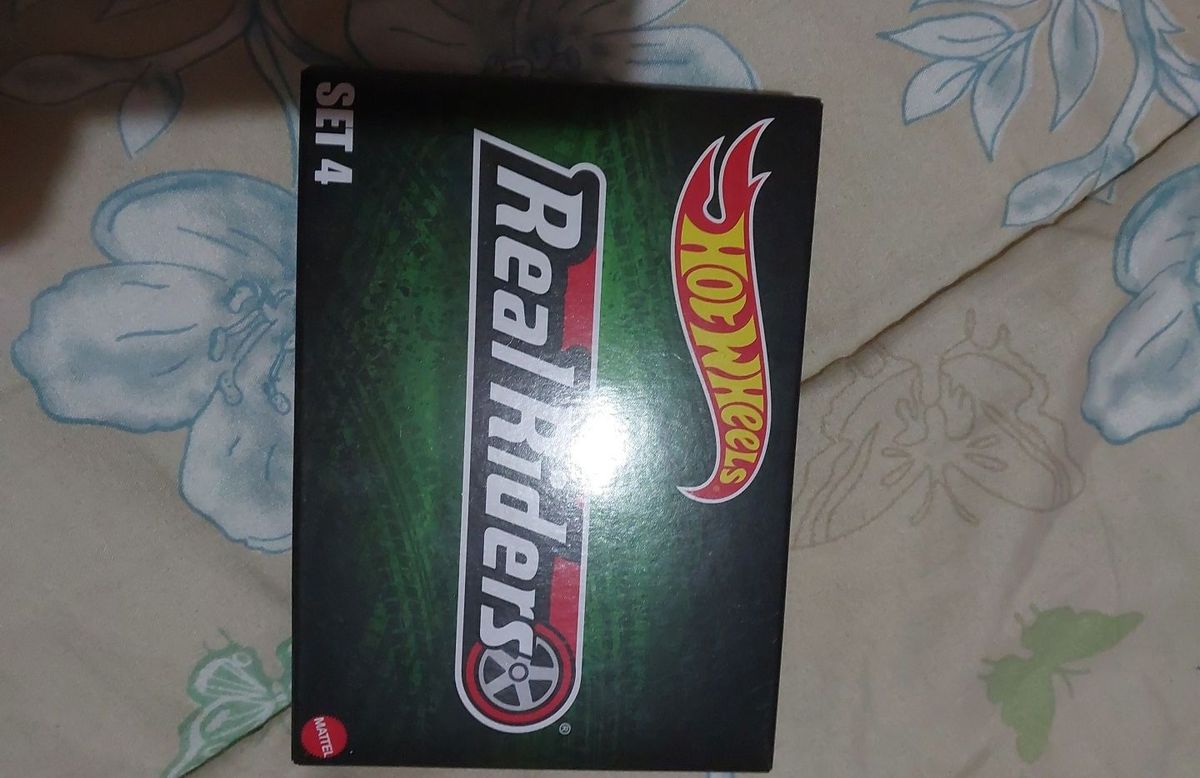 HOT WHEELS
Real Riders®
SET 4
MATTEL